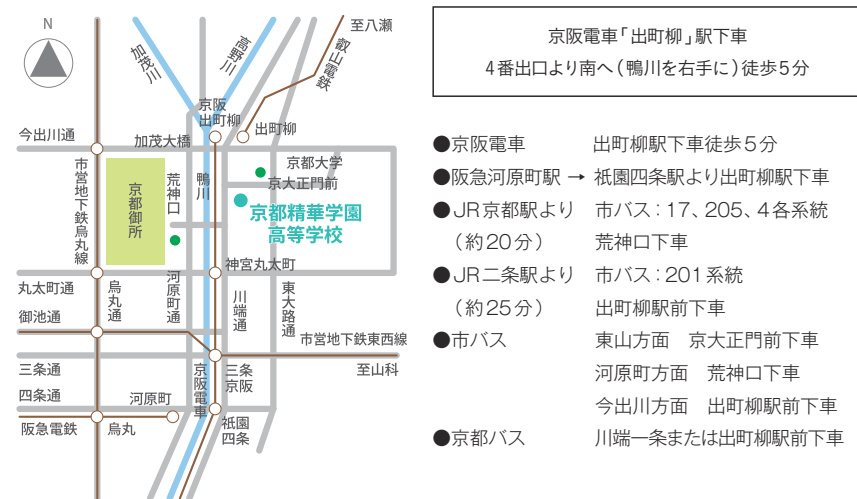 N
至八瀬
加茂川
高野川
叡山電鉄
京阪
出町柳
出町柳
今出川通
加茂大橋
京都大学
京大正門前
市営地下鉄烏丸線
京都御所
荒神口
鴨川
京都精華学園
高等学校
神宮丸太町
丸太町通
烏丸通
河原町通
川端通
東大路通
御池通
市営地下鉄東西線
三条通
京阪電車
三条
京阪
至山科
四条通
河原町
阪急電鉄
烏丸
祇園
四条
京阪電車「出町柳」駅下車
4番出口より南へ(鴨川を右手に)徒歩5分
●京阪電車 出町柳駅下車徒歩5分
●阪急河原町駅 → 祇園四条駅より出町柳駅下車
●JR京都駅より 市バス:17、205、4各系統
(約20分) 荒神口下車
●JR二条駅より 市バス:201系統
(約25分) 出町柳駅前下車
●市バス 東山方面 京大正門前下車
河原町方面 荒神口下車
今出川方面 出町柳駅前下車
●京都バス 川端一条または出町柳駅前下車